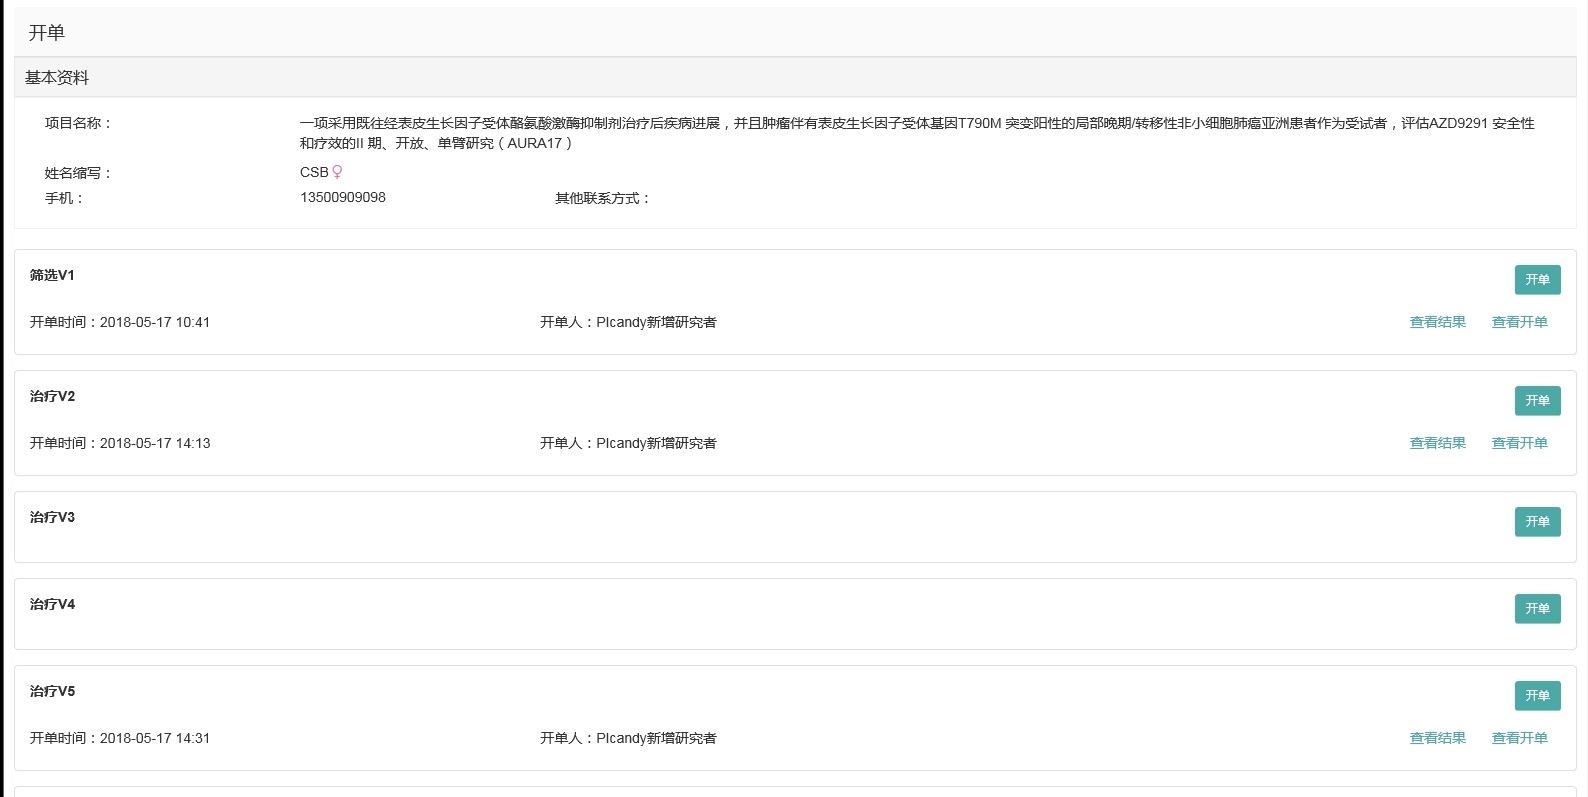 开单
基本资料
项目名称：
一项采用既往经表皮生长因子受体酪氨酸激酶抑制剂治疗后疾病进展，并且肿瘤伴有表皮生长因子受体基因T790M 突变阳性的局部晚期/转移性非小细胞肺癌亚洲患者作为受试者，评估AZD9291 安全性
和疗效的II 期、开放、单臂研究（AURA17）
姓名缩写： CSB♀
手机： 13500909098 其他联系方式：
筛选V1 开单
开单时间：2018-05-17 10:41 开单人：PIcandy新增研究者 查看结果 查看开单
治疗V2 开单
开单时间：2018-05-17 14:13 开单人：PIcandy新增研究者 查看结果 查看开单
治疗V3 开单
治疗V4 开单
治疗V5 开单
开单时间：2018-05-17 14:31 开单人：PIcandy新增研究者 查看结果 查看开单